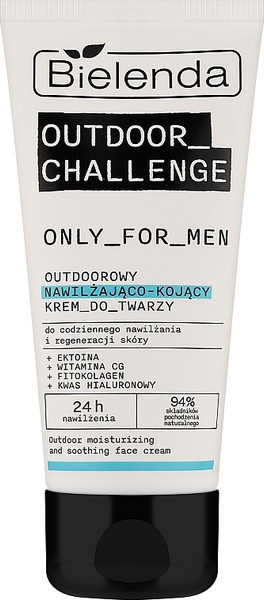 Bielenda
OUTDOOR_
CHALLENGE
ONLY_FOR_MEN
OUTDOOROWY
NAWILŻAJĄCO-KOJĄCY
KREM_DO_TWARZY
do codziennego nawilżania
i regeneracji skóry
+ EKTOINA
+ WITAMINA CG
+ FITOKOLAGEN
+ KWAS HIALURONOWY
24h
nawilżenia
94%
składników
pochodzenia
naturalnego
Outdoor moisturizing
and soothing face cream